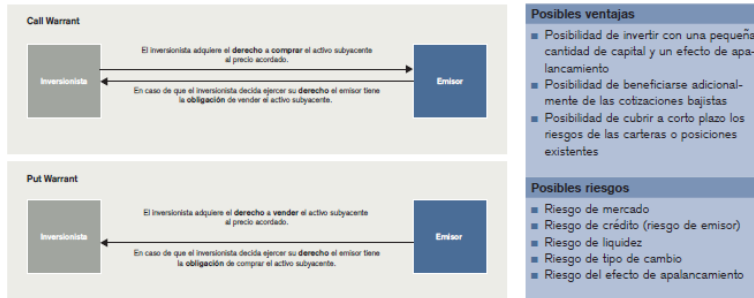 Call Warrant
El inversionista adquiere el derecho a comprar el activo subyacente
al precio acordado.
Inversionista
Emisor
En caso de que el inversionista decida ejercer su derecho el emisor tiene
la obligación de vender el activo subyacente.
Put Warrant
El inversionista adquiere el derecho a vender el activo subyacente
al precio acordado.
Inversionista
Emisor
En caso de que el inversionista decida ejercer su derecho el emisor tiene
la obligación de comprar el activo subyacente.
Posibles ventajas
Posibilidad de invertir con una pequeña
cantidad de capital y un efecto de apa-
lancamiento
Posibilidad de beneficiarse adicional-
mente de las cotizaciones bajistas
Posibilidad de cubrir a corto plazo los
riesgos de las carteras o posiciones
existentes
Posibles riesgos
Riesgo de mercado
Riesgo de crédito (riesgo de emisor)
Riesgo de liquidez
Riesgo de tipo de cambio
Riesgo del efecto de apalancamiento